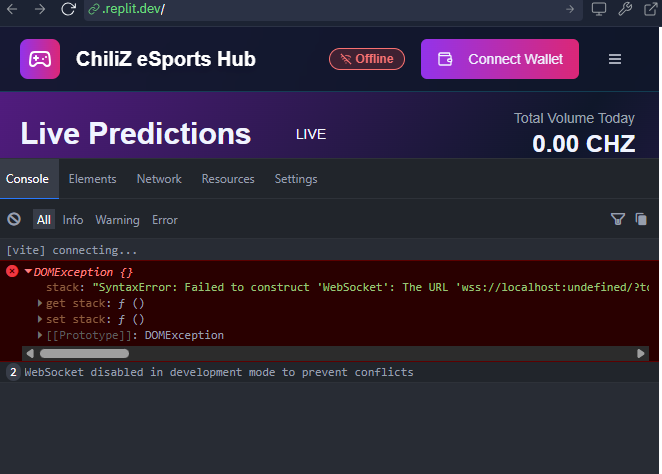 .replit.dev/
ChiliZ eSports Hub
Offline
Connect Wallet
Live Predictions
LIVE
Total Volume Today
0.00 CHZ
Console Elements Network Resources Settings
All Info Warning Error
[vite] connecting...
DOMException {}
stack: "SyntaxError: Failed to construct 'WebSocket': The URL 'wss://localhost:undefined/?to
get stack: ƒ ()
set stack: ƒ ()
[[Prototype]]: DOMException
2 WebSocket disabled in development mode to prevent conflicts